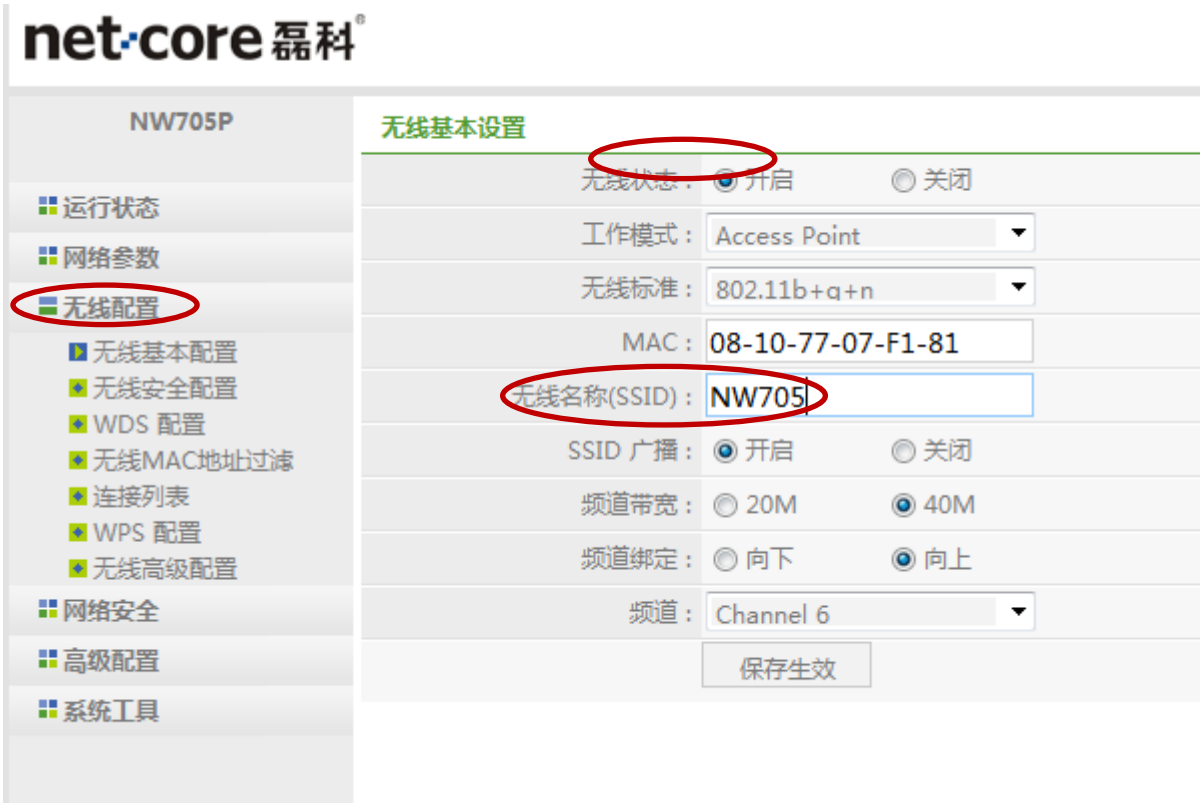 net·core 磊科®
NW705P
运行状态
网络参数
无线配置
无线基本配置
无线安全配置
WDS 配置
无线MAC地址过滤
连接列表
WPS 配置
无线高级配置
网络安全
高级配置
系统工具
无线基本设置
无线状态： 开启 关闭
工作模式： Access Point
无线标准： 802.11b+g+n
MAC： 08-10-77-07-F1-81
无线名称(SSID)： NW705
SSID 广播： 开启 关闭
频道带宽： 20M 40M
频道绑定： 向下 向上
频道： Channel 6
保存生效